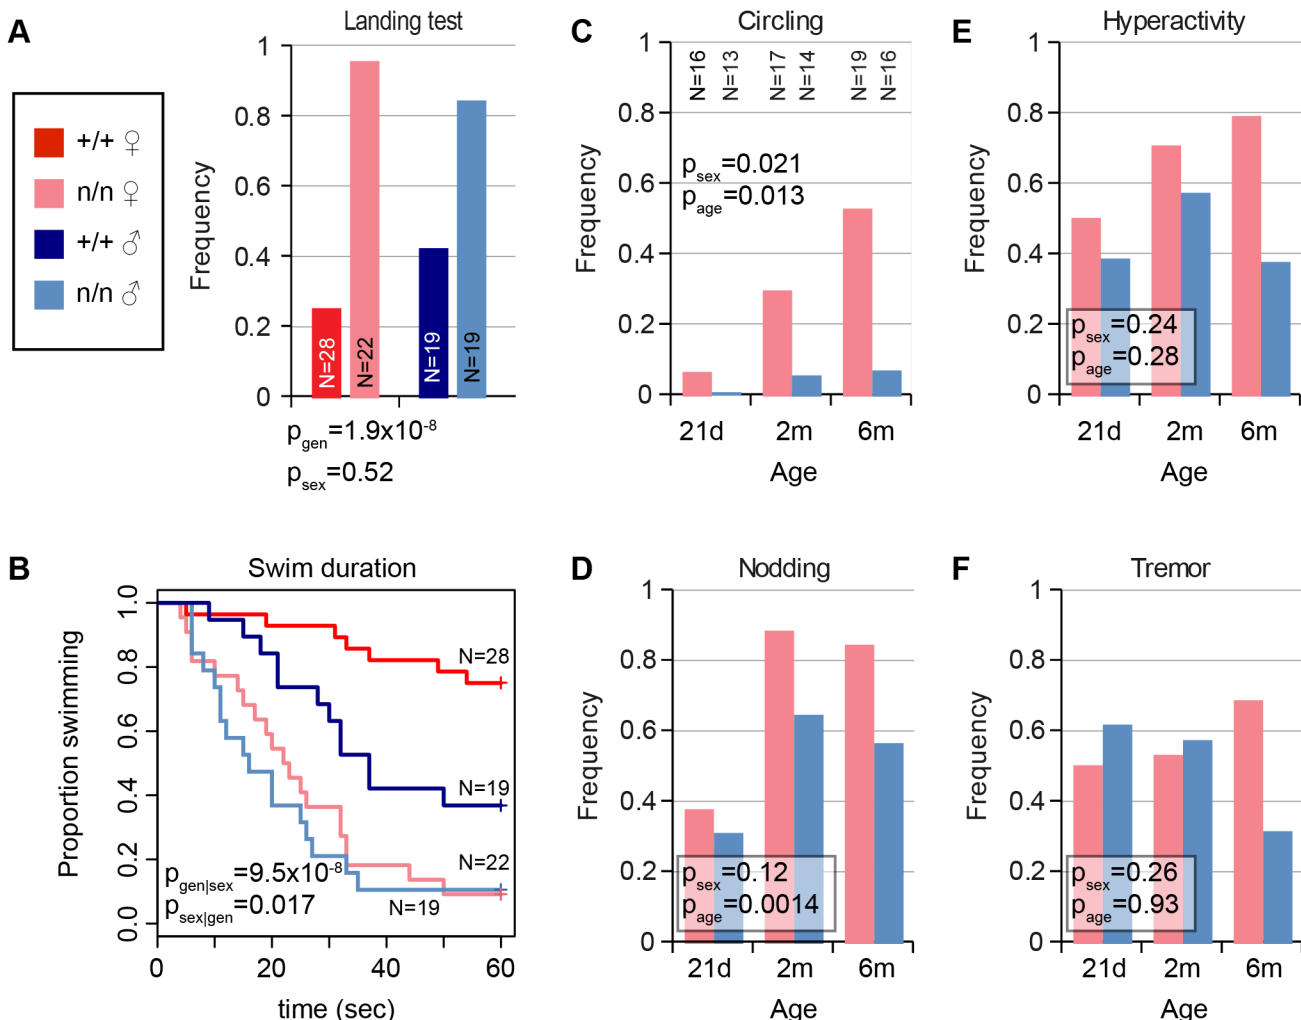 A
Landing test
+/+ ♀
n/n ♀
+/+ ♂
n/n ♂
Frequency
1
0.8
0.6
0.4
0.2
0
N=28
N=22
N=19
N=19
pgen=1.9x10-8
psex=0.52
B
Swim duration
Proportion swimming
1.0
0.8
0.6
0.4
0.2
0.0
N=28
N=19
N=22
N=19
pgen|sex=9.5x10-8
psex|gen=0.017
0 20 40 60
time (sec)
C
Circling
Frequency
1
0.8
0.6
0.4
0.2
0
N=16
N=13
N=17
N=14
N=19
N=16
psex=0.021
page=0.013
21d 2m 6m
Age
D
Nodding
Frequency
1
0.8
0.6
0.4
0.2
0
psex=0.12
page=0.0014
21d 2m 6m
Age
E
Hyperactivity
Frequency
1
0.8
0.6
0.4
0.2
0
psex=0.24
page=0.28
21d 2m 6m
Age
F
Tremor
Frequency
1
0.8
0.6
0.4
0.2
0
psex=0.26
page=0.93
21d 2m 6m
Age